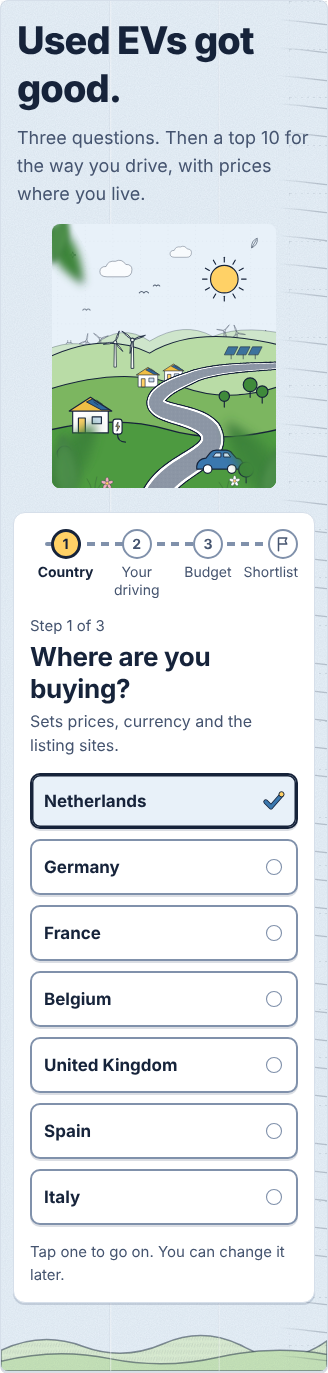 Used EVs got
good.
Three questions. Then a top 10 for
the way you drive, with prices
where you live.
1
2
3
Country
Your
driving
Budget
Shortlist
Step 1 of 3
Where are you
buying?
Sets prices, currency and the
listing sites.
Netherlands
Germany
France
Belgium
United Kingdom
Spain
Italy
Tap one to go on. You can change it
later.